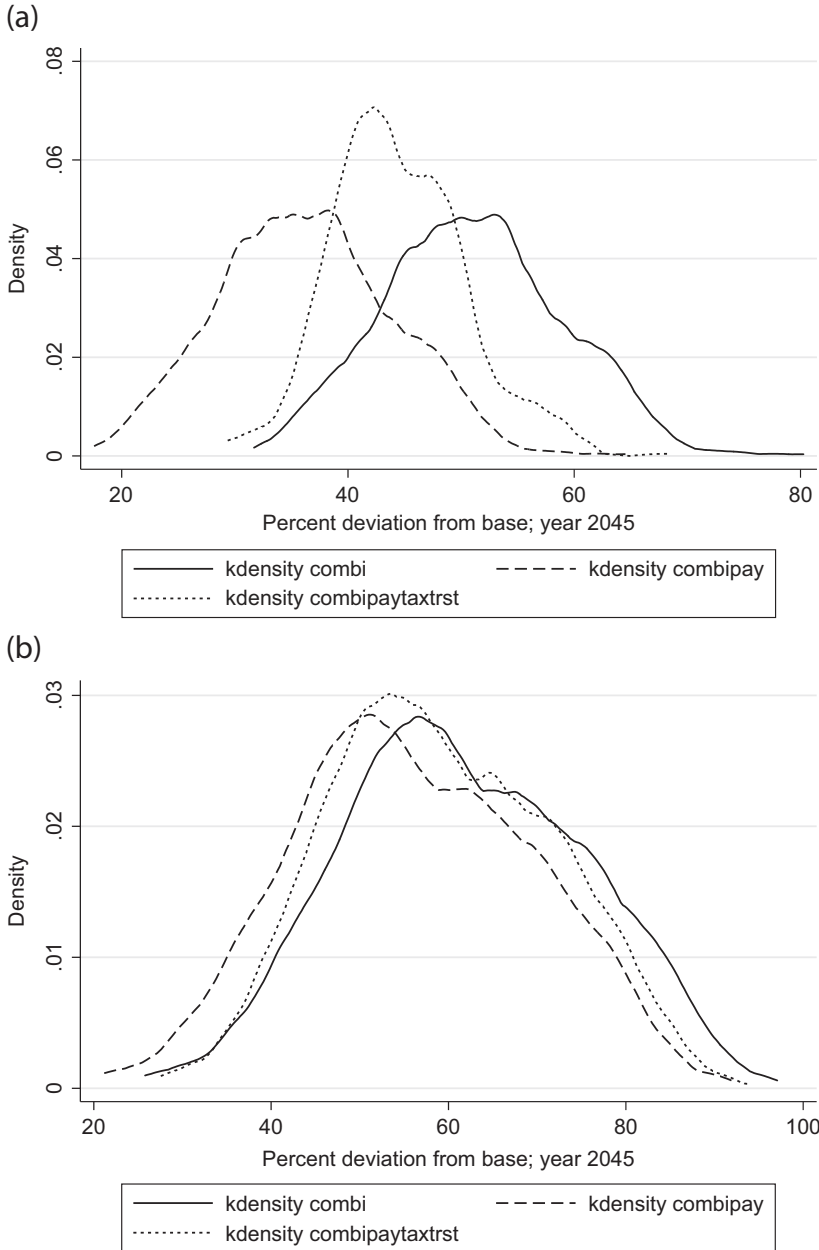 (a)
.08
.06
.04
.02
0
Density
20 40 60 80
Percent deviation from base; year 2045
kdensity combi kdensity combipay
kdensity combipaytaxtrst
(b)
.03
.02
.01
0
Density
20 40 60 80 100
Percent deviation from base; year 2045
kdensity combi kdensity combipay
kdensity combipaytaxtrst